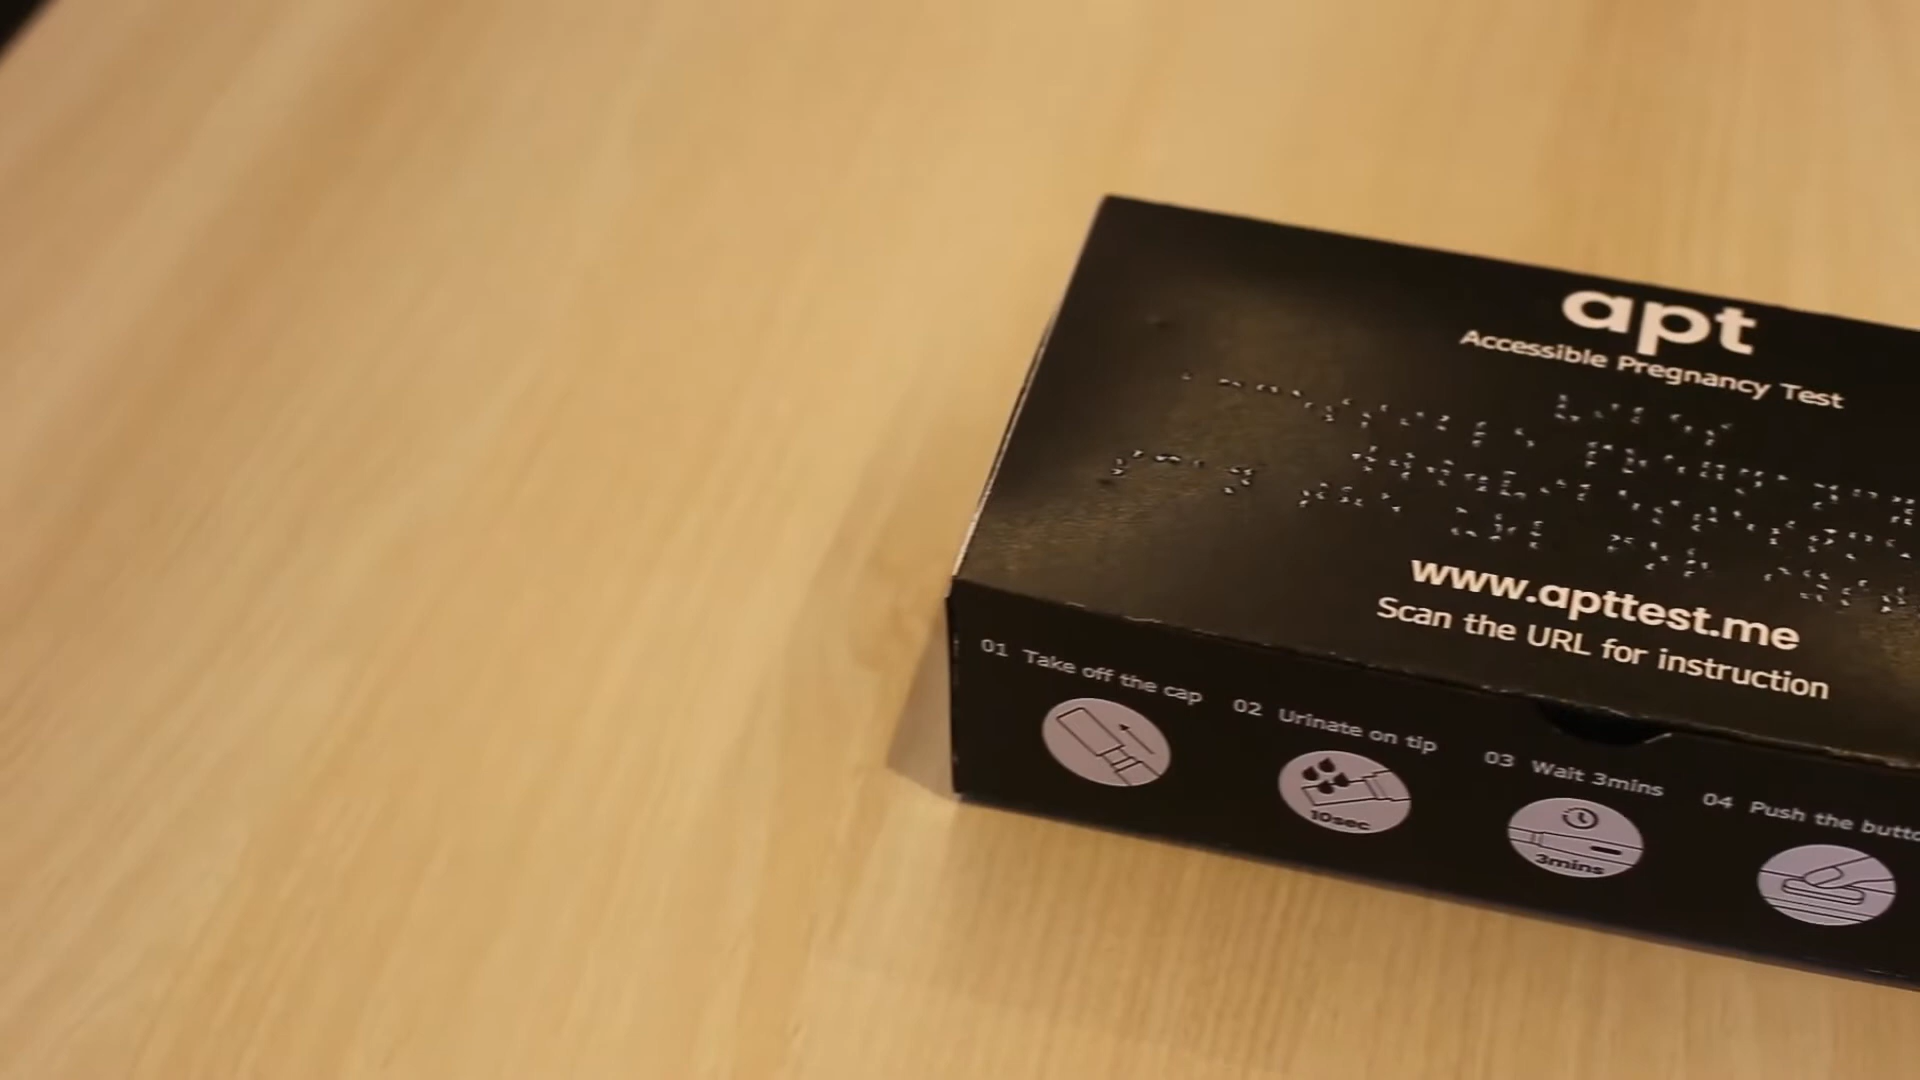 apt
Accessible Pregnancy Test
www.apttest.me
Scan the URL for instruction
01 Take off the cap
02 Urinate on tip
10sec
03 Wait 3mins
3mins
04 Push the